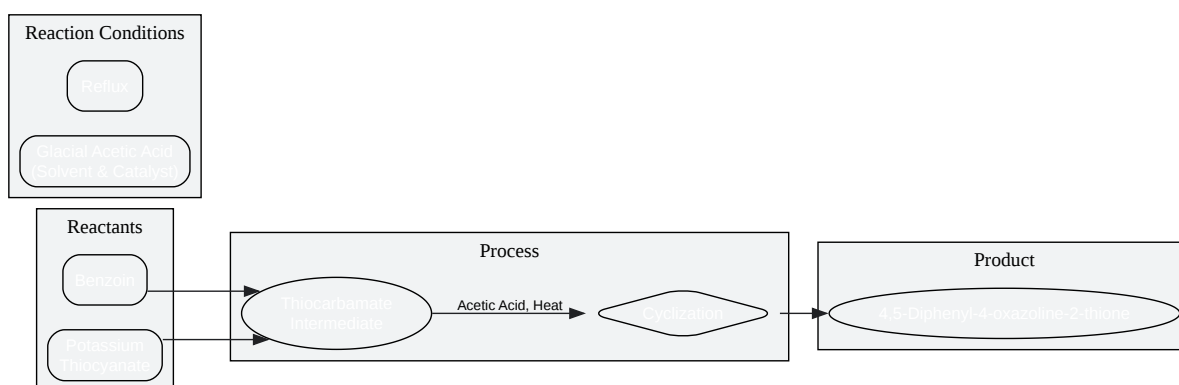 Reaction Conditions
Reflux
Glacial Acetic Acid
(Solvent & Catalyst)
Reactants
Benzoin
Potassium
Thiocyanate
Process
Thiocarbamate
Intermediate
Acetic Acid, Heat
Cyclization
Product
4,5-Diphenyl-4-oxazoline-2-thione